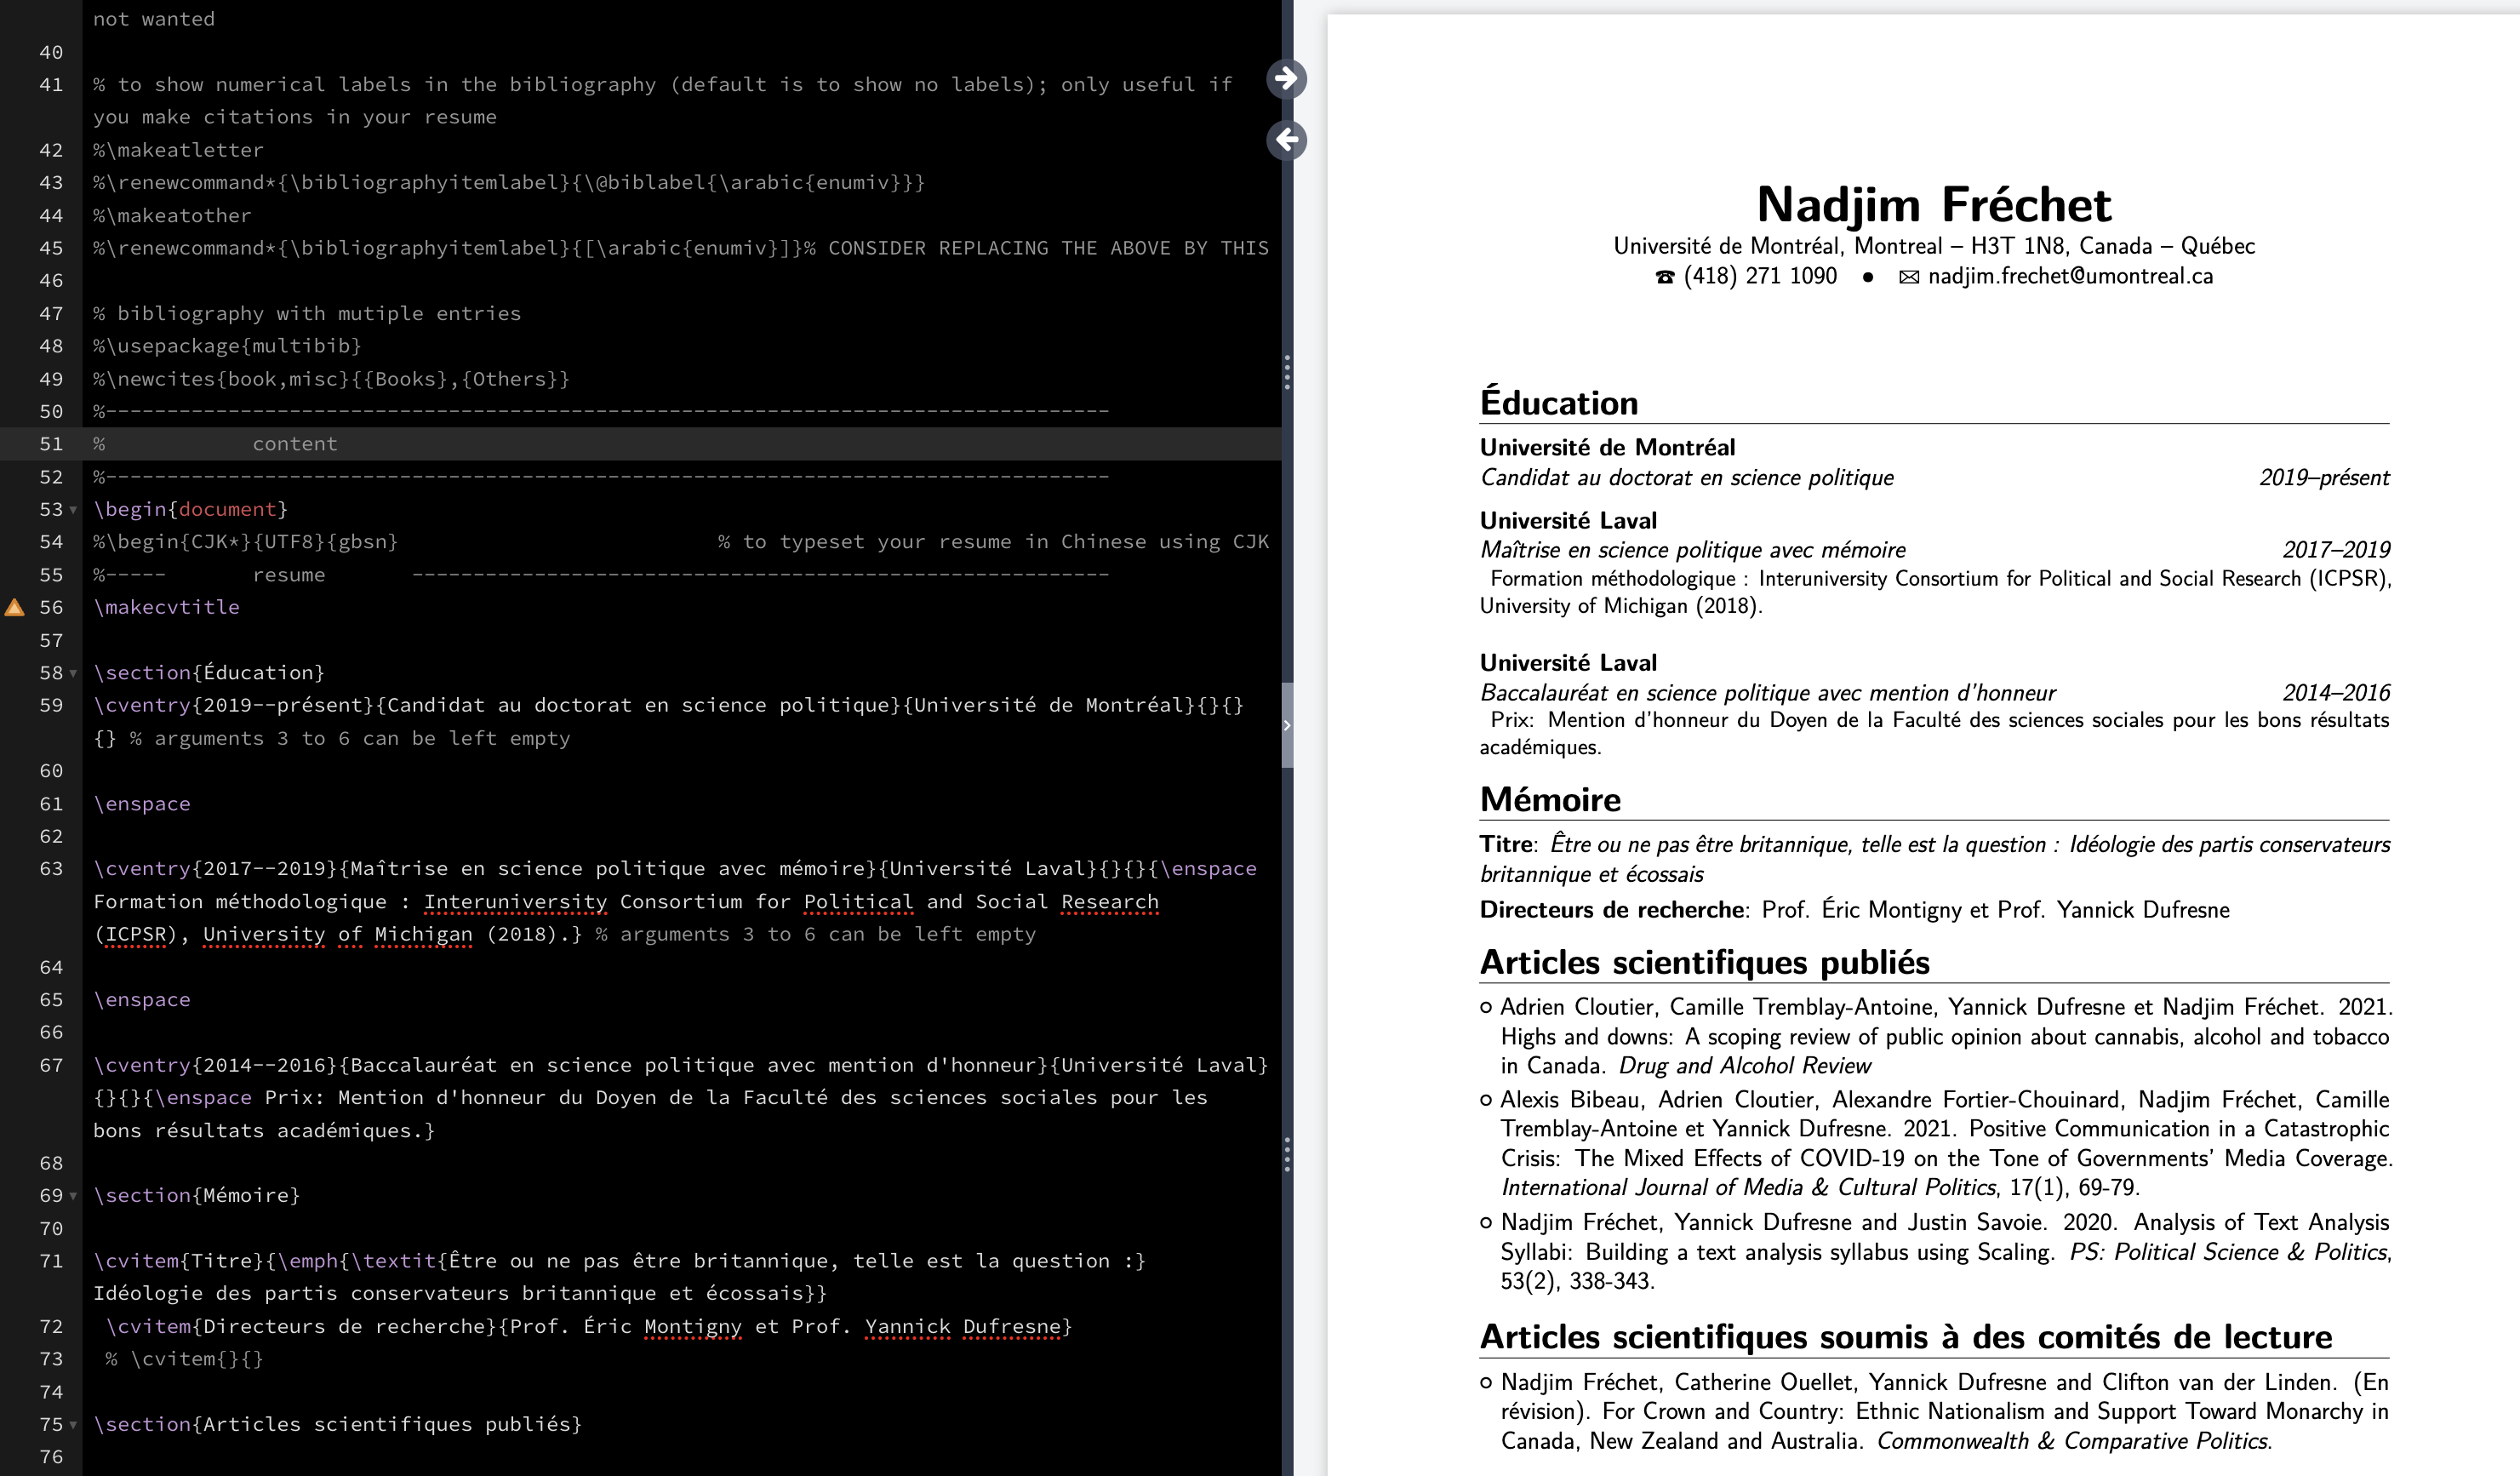 not wanted
40
41 % to show numerical labels in the bibliography (default is to show no labels); only useful if
you make citations in your resume
42 %\makeatletter
43 %\renewcommand*{\bibliographyitemlabel}{\@biblabel{\arabic{enumiv}}}
44 %\makeatother
45 %\renewcommand*{\bibliographyitemlabel}{[\arabic{enumiv}]}% CONSIDER REPLACING THE ABOVE BY THIS
46
47 % bibliography with mutiple entries
48 %\usepackage{multibib}
49 %\newcites{book,misc}{{Books},{Others}}
50 %----------------------------------------------------------------------------------
51 %            content
52 %----------------------------------------------------------------------------------
53 \begin{document}
54 %\begin{CJK*}{UTF8}{gbsn}                          % to typeset your resume in Chinese using CJK
55 %-----       resume       ---------------------------------------------------------
56 \makecvtitle
57
58 \section{Éducation}
59 \cventry{2019--présent}{Candidat au doctorat en science politique}{Université de Montréal}{}{}
{} % arguments 3 to 6 can be left empty
60
61 \enspace
62
63 \cventry{2017--2019}{Maîtrise en science politique avec mémoire}{Université Laval}{}{}{\enspace
Formation méthodologique : Interuniversity Consortium for Political and Social Research
(ICPSR), University of Michigan (2018).} % arguments 3 to 6 can be left empty
64
65 \enspace
66
67 \cventry{2014--2016}{Baccalauréat en science politique avec mention d'honneur}{Université Laval}
{}{}{\enspace Prix: Mention d'honneur du Doyen de la Faculté des sciences sociales pour les
bons résultats académiques.}
68
69 \section{Mémoire}
70
71 \cvitem{Titre}{\emph{\textit{Être ou ne pas être britannique, telle est la question :}
Idéologie des partis conservateurs britannique et écossais}}
72  \cvitem{Directeurs de recherche}{Prof. Éric Montigny et Prof. Yannick Dufresne}
73  % \cvitem{}{}
74
75 \section{Articles scientifiques publiés}
76
Nadjim Fréchet
Université de Montréal, Montreal – H3T 1N8, Canada – Québec
☎ (418) 271 1090 • ✉ nadjim.frechet@umontreal.ca
Éducation
Université de Montréal
Candidat au doctorat en science politique 2019–présent
Université Laval
Maîtrise en science politique avec mémoire 2017–2019
Formation méthodologique : Interuniversity Consortium for Political and Social Research (ICPSR),
University of Michigan (2018).
Université Laval
Baccalauréat en science politique avec mention d'honneur 2014–2016
Prix: Mention d'honneur du Doyen de la Faculté des sciences sociales pour les bons résultats
académiques.
Mémoire
Titre: Être ou ne pas être britannique, telle est la question : Idéologie des partis conservateurs
britannique et écossais
Directeurs de recherche: Prof. Éric Montigny et Prof. Yannick Dufresne
Articles scientifiques publiés
Adrien Cloutier, Camille Tremblay-Antoine, Yannick Dufresne et Nadjim Fréchet. 2021.
Highs and downs: A scoping review of public opinion about cannabis, alcohol and tobacco
in Canada. Drug and Alcohol Review
Alexis Bibeau, Adrien Cloutier, Alexandre Fortier-Chouinard, Nadjim Fréchet, Camille
Tremblay-Antoine et Yannick Dufresne. 2021. Positive Communication in a Catastrophic
Crisis: The Mixed Effects of COVID-19 on the Tone of Governments' Media Coverage.
International Journal of Media & Cultural Politics, 17(1), 69-79.
Nadjim Fréchet, Yannick Dufresne and Justin Savoie. 2020. Analysis of Text Analysis
Syllabi: Building a text analysis syllabus using Scaling. PS: Political Science & Politics,
53(2), 338-343.
Articles scientifiques soumis à des comités de lecture
Nadjim Fréchet, Catherine Ouellet, Yannick Dufresne and Clifton van der Linden. (En
révision). For Crown and Country: Ethnic Nationalism and Support Toward Monarchy in
Canada, New Zealand and Australia. Commonwealth & Comparative Politics.